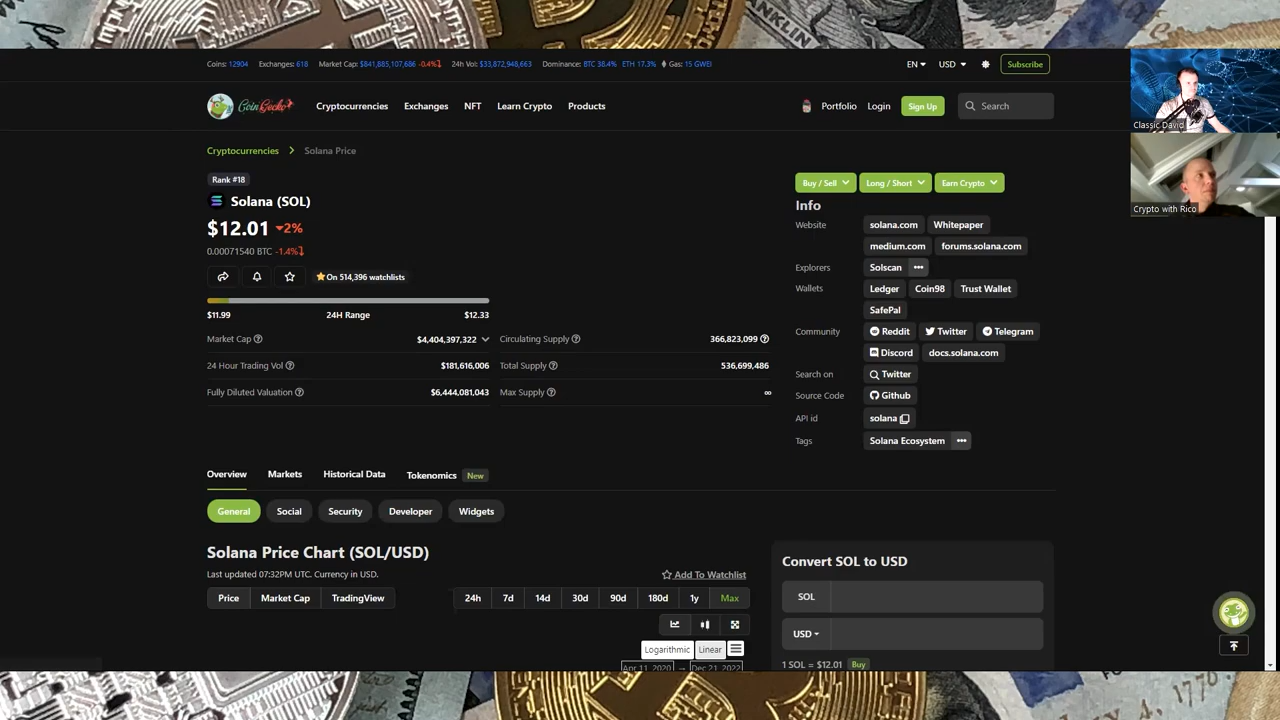 Coins: 12904 Exchanges: 618 Market Cap: $841,885,107,686 -0.4% 24h Vol: $33,872,948,663 Dominance: BTC 38.4% ETH 17.3% Gas: 15 GWEI EN USD Subscribe
CoinGecko Cryptocurrencies Exchanges NFT Learn Crypto Products Portfolio Login Sign Up Search
Classic David
Crypto with Rico
Cryptocurrencies Solana Price
Rank #18
Solana (SOL)
$12.01 2%
0.00071540 BTC -1.4%
On 514,396 watchlists
$11.99 24H Range $12.33
Market Cap $4,404,397,322 Circulating Supply 366,823,099
24 Hour Trading Vol $181,616,006 Total Supply 536,699,486
Fully Diluted Valuation $6,444,081,043 Max Supply ∞
Buy / Sell Long / Short Earn Crypto
Info
Website solana.com Whitepaper
medium.com forums.solana.com
Explorers Solscan
Wallets Ledger Coin98 Trust Wallet
SafePal
Community Reddit Twitter Telegram
Discord docs.solana.com
Search on Twitter
Source Code Github
API id solana
Tags Solana Ecosystem
Overview Markets Historical Data Tokenomics New
General Social Security Developer Widgets
Solana Price Chart (SOL/USD)
Last updated 07:32PM UTC. Currency in USD. Add To Watchlist
Price Market Cap TradingView 24h 7d 14d 30d 90d 180d 1y Max
Logarithmic Linear
Apr 11, 2020 → Dec 21, 2022
Convert SOL to USD
SOL
USD
1 SOL = $12.01 Buy